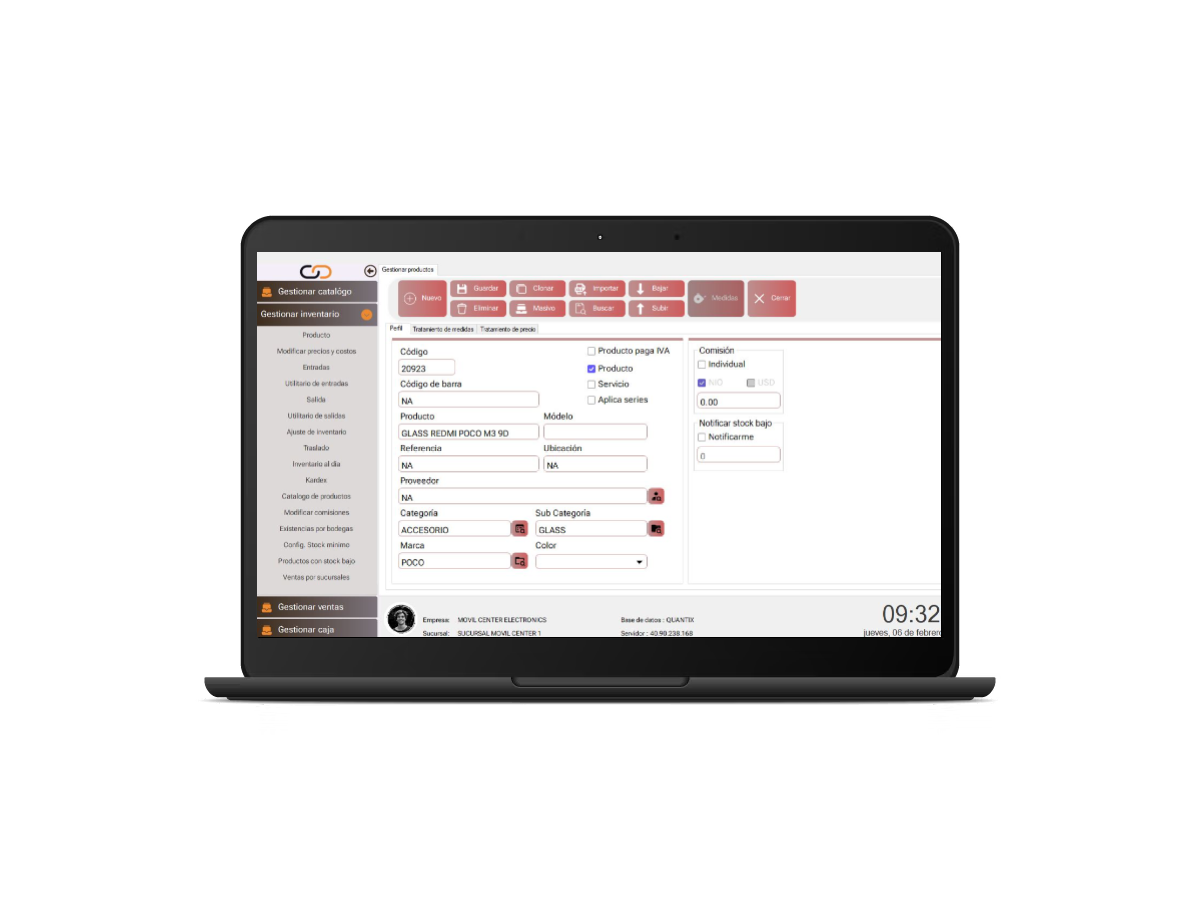 Gestionar productos
Gestionar catalógo
Gestionar inventario
Producto
Modificar precios y costos
Entradas
Utilitario de entradas
Salida
Utilitario de salidas
Ajuste de inventario
Traslado
Inventario al dia
Kardex
Catalogo de productos
Modificar comisiones
Existencias por bodegas
Config. Stock minimo
Productos con stock bajo
Ventas por sucursales
Gestionar ventas
Gestionar caja
Nuevo
Guardar
Clonar
Importar
Bajar
Eliminar
Masivo
Buscar
Subir
Medidas
Cerrar
Perfil
Tratamiento de medidas
Tratamiento de precio
Código
20923
Código de barra
NA
Producto
GLASS REDMI POCO M3 9D
Módelo
Referencia
NA
Ubicación
NA
Proveedor
NA
Categoría
ACCESORIO
Sub Categoria
GLASS
Marca
POCO
Color
Producto paga IVA
Producto
Servicio
Aplica series
Comisión
Individual
NIO
USD
0.00
Notificar stock bajo
Notificarme
0
Empresa: MOVIL CENTER ELECTRONICS
Sucursal: SUCURSAL MOVIL CENTER 1
Base de datos : QUANTIX
Servidor : 40.90.238.168
09:32
jueves, 06 de febrero